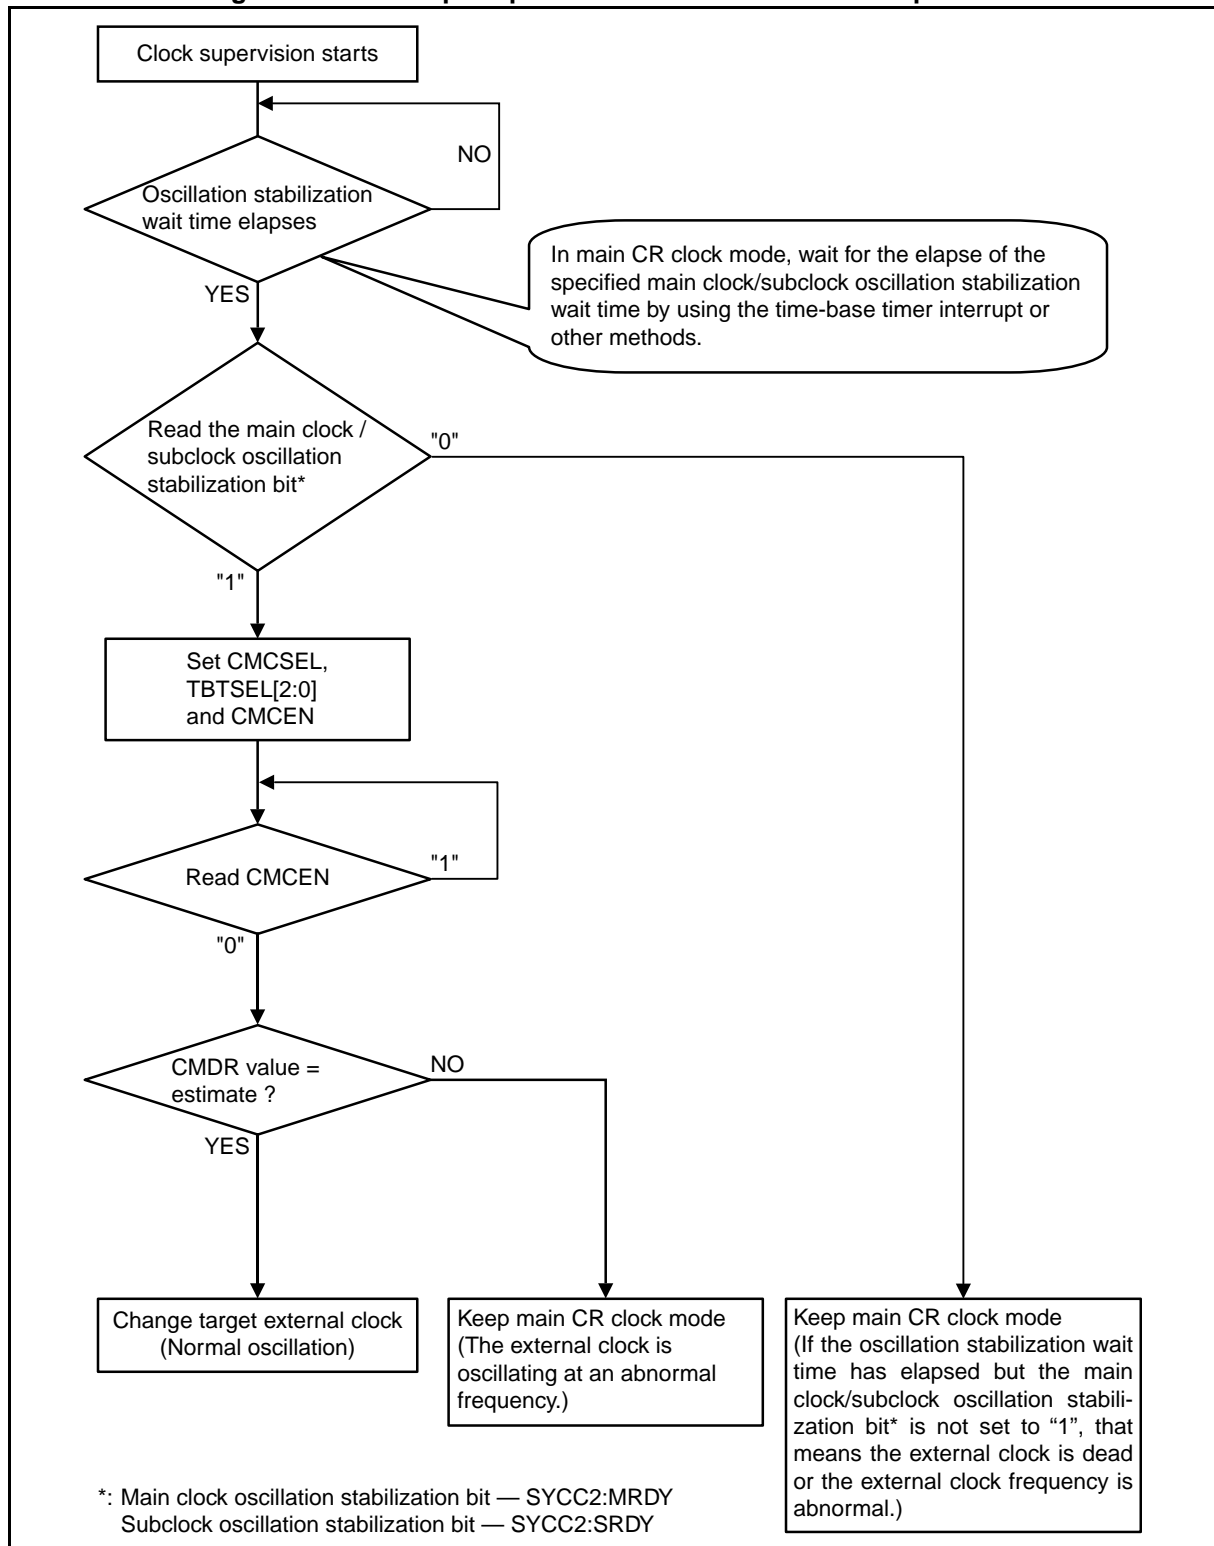 Clock supervision starts
NO
Oscillation stabilization
wait time elapses
In main CR clock mode, wait for the elapse of the
specified main clock/subclock oscillation stabilization
wait time by using the time-base timer interrupt or
other methods.
YES
Read the main clock /
subclock oscillation
stabilization bit*
"0"
"1"
Set CMCSEL,
TBTSEL[2:0]
and CMCEN
Read CMCEN
"1"
"0"
CMDR value =
estimate ?
NO
YES
Change target external clock
(Normal oscillation)
Keep main CR clock mode
(The external clock is
oscillating at an abnormal
frequency.)
Keep main CR clock mode
(If the oscillation stabilization wait
time has elapsed but the main
clock/subclock oscillation stabili-
zation bit* is not set to “1”, that
means the external clock is dead
or the external clock frequency is
abnormal.)
*: Main clock oscillation stabilization bit — SYCC2:MRDY
Subclock oscillation stabilization bit — SYCC2:SRDY